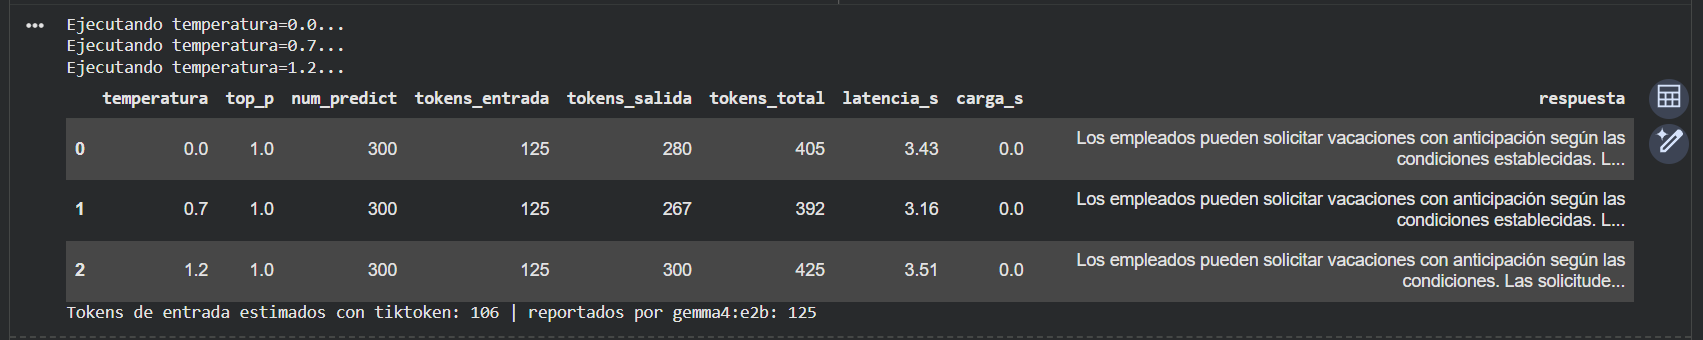 Ejecutando temperatura=0.0...
Ejecutando temperatura=0.7...
Ejecutando temperatura=1.2...
temperatura top_p num_predict tokens_entrada tokens_salida tokens_total latencia_s carga_s respuesta
0 0.0 1.0 300 125 280 405 3.43 0.0 Los empleados pueden solicitar vacaciones con anticipación según las
condiciones establecidas. L...
1 0.7 1.0 300 125 267 392 3.16 0.0 Los empleados pueden solicitar vacaciones con anticipación según las
condiciones establecidas. L...
2 1.2 1.0 300 125 300 425 3.51 0.0 Los empleados pueden solicitar vacaciones con anticipación según las
condiciones. Las solicitude...
Tokens de entrada estimados con tiktoken: 106 | reportados por gemma4:e2b: 125